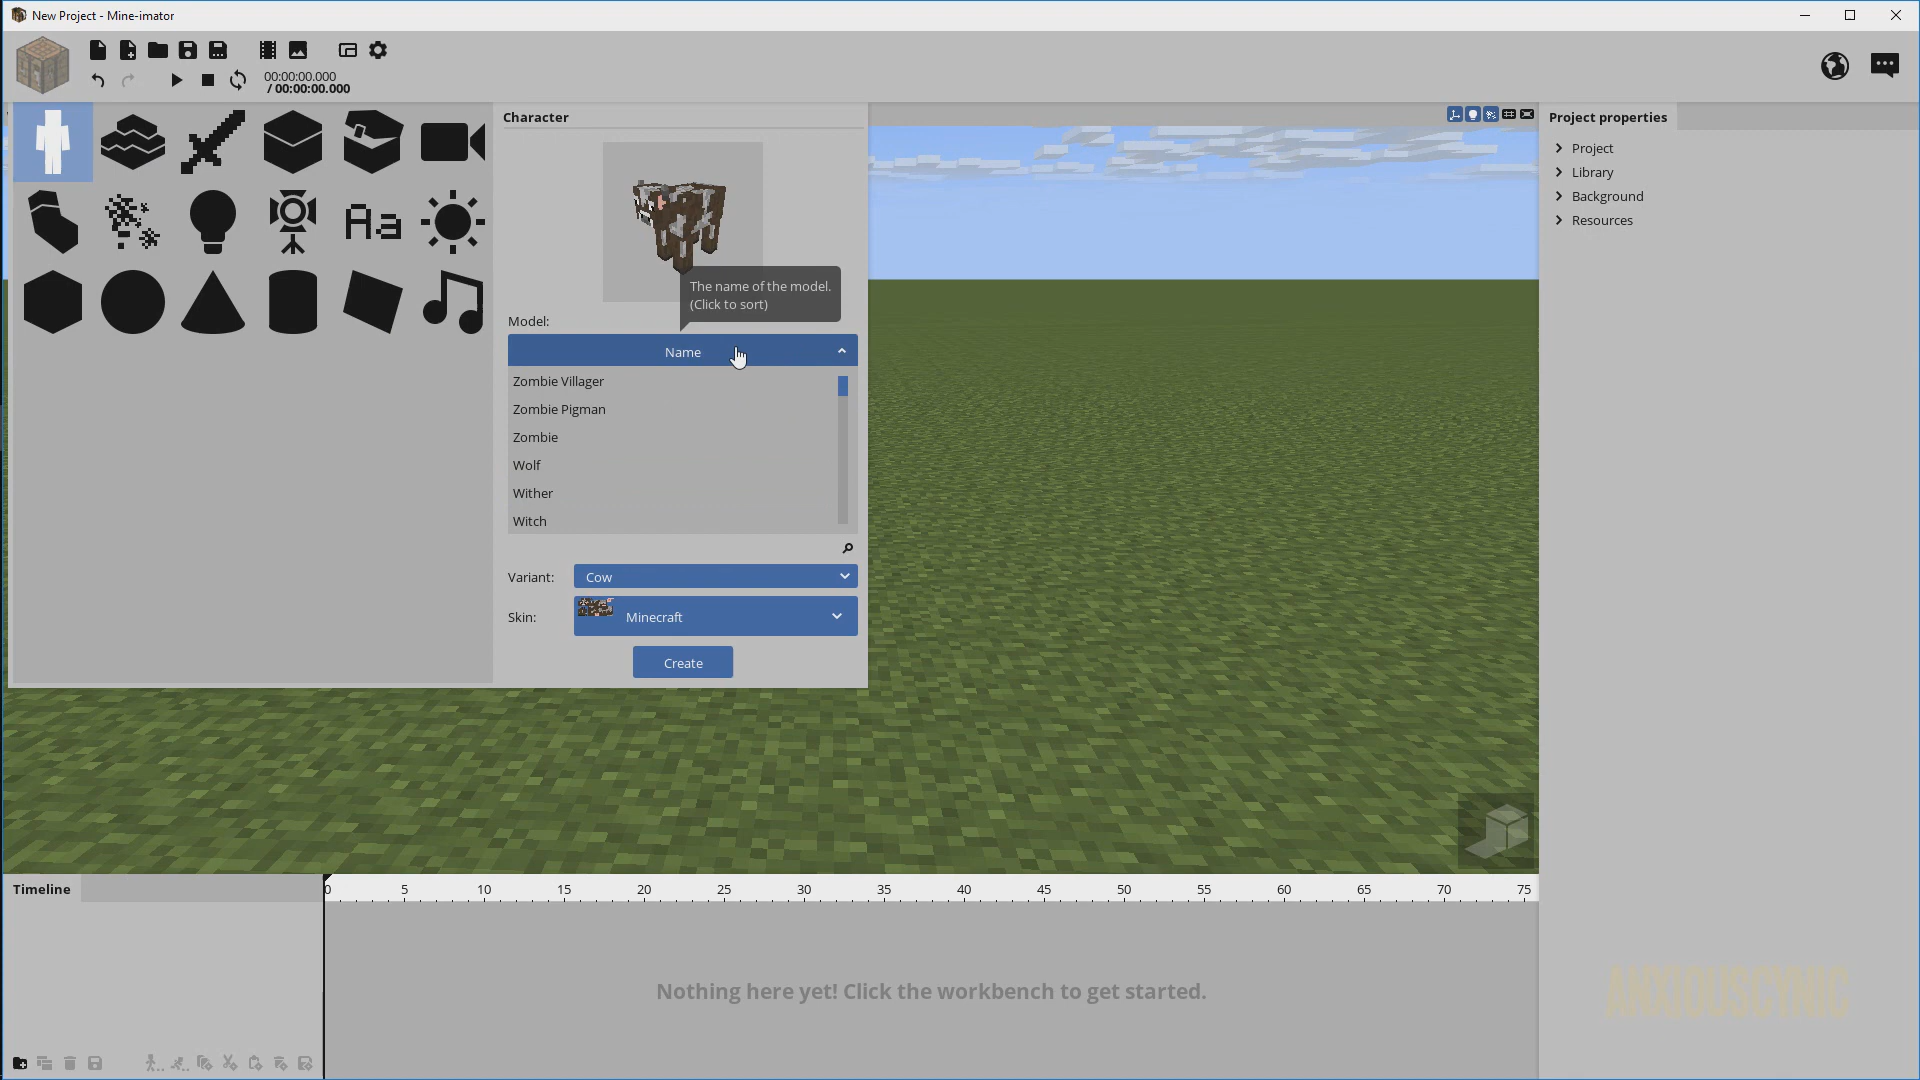 New Project - Mine-imator
00:00:00.000
/ 00:00:00.000
Character
Project properties
Project
Library
Background
Resources
Aa
The name of the model.
(Click to sort)
Model:
Name
Zombie Villager
Zombie Pigman
Zombie
Wolf
Wither
Witch
Variant:
Cow
Skin:
Minecraft
Create
Timeline
0 5 10 15 20 25 30 35 40 45 50 55 60 65 70 75
Nothing here yet! Click the workbench to get started.
ANXIOUSCYNIC